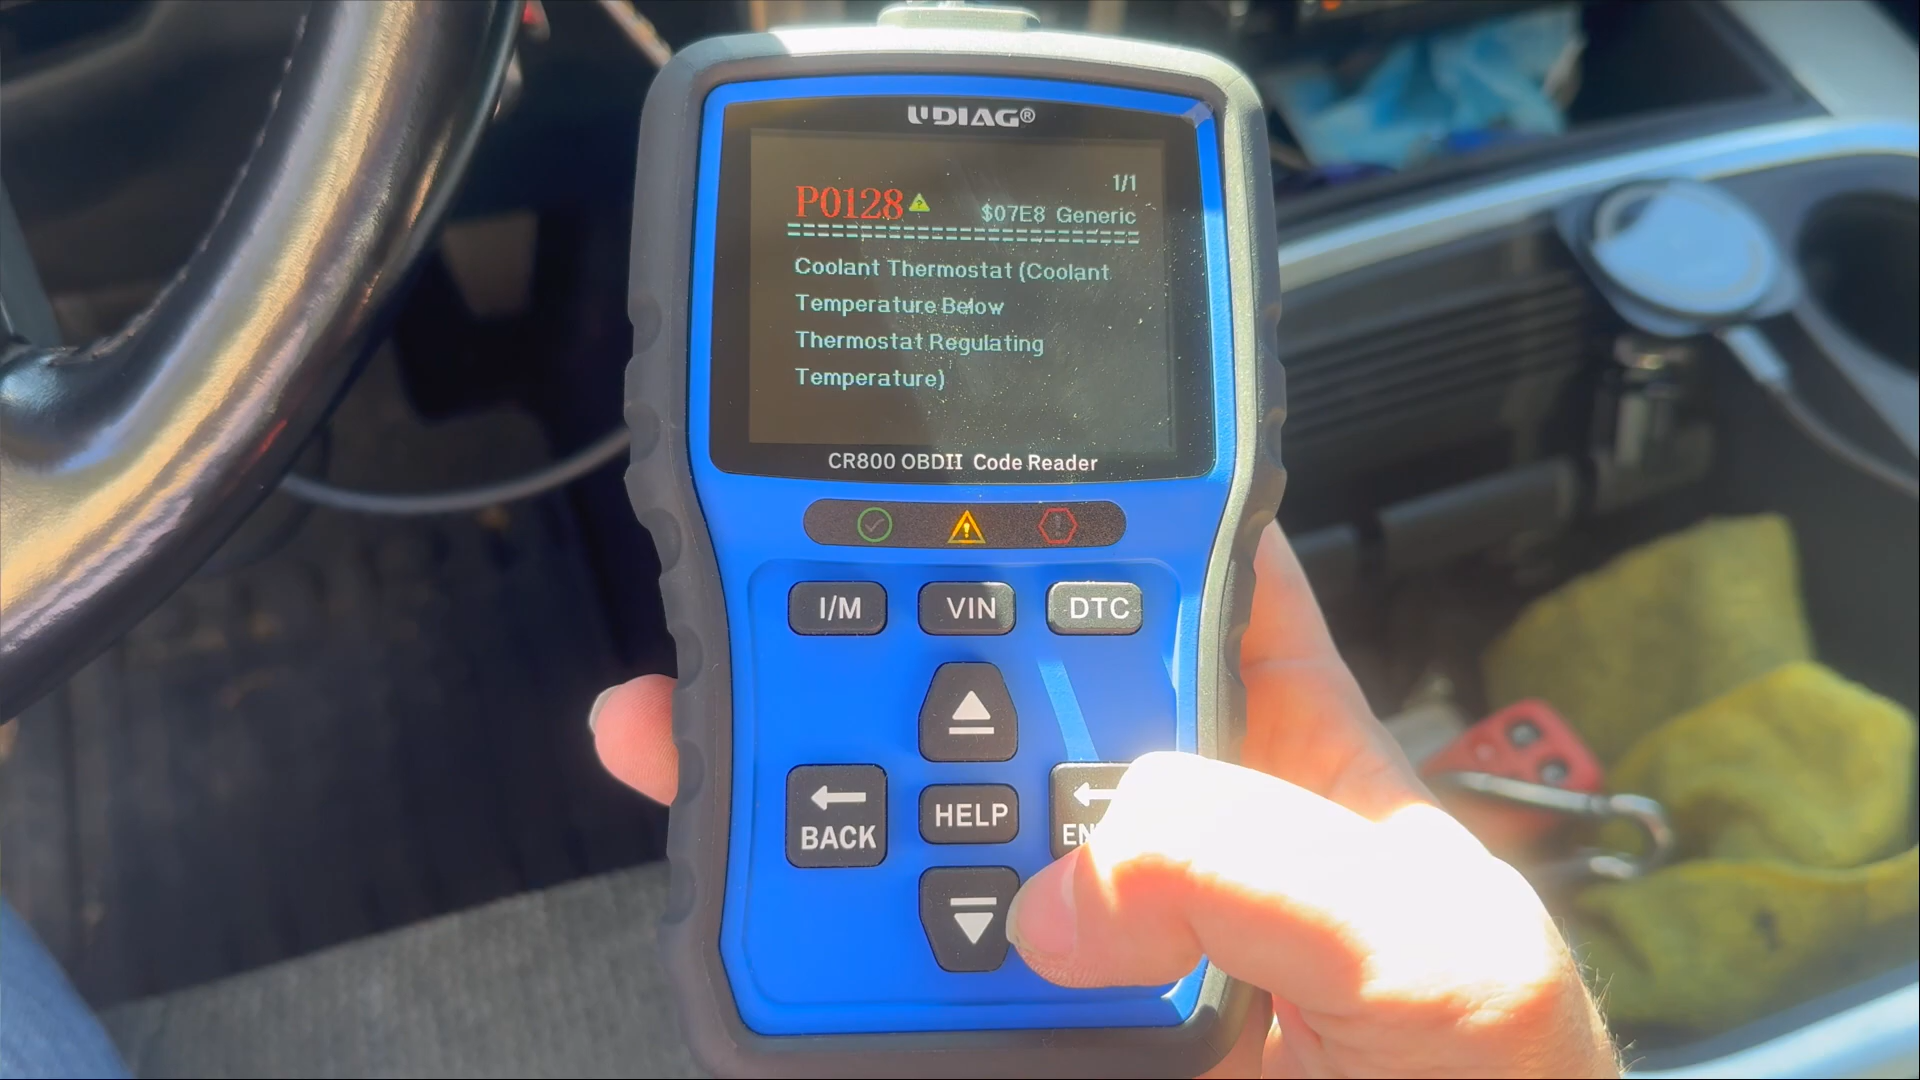 UDIAG®
1/1
P0128 $07E8 Generic
Coolant Thermostat (Coolant
Temperature Below
Thermostat Regulating
Temperature)
CR800 OBDII Code Reader
I/M VIN DTC
BACK HELP